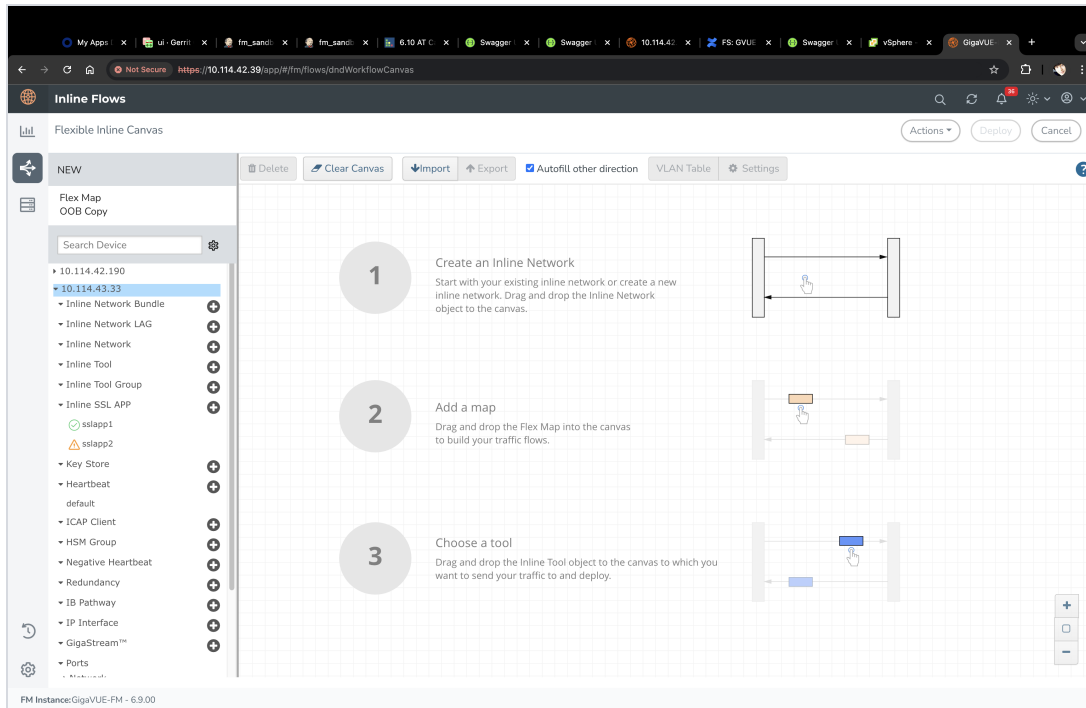 My Apps
ui · Gerrit
fm_sandb
fm_sandb
6.10 AT C
Swagger
Swagger
10.114.42
FS: GVUE
Swagger
vSphere
GigaVUE-
Not Secure https://10.114.42.39/app/#/fm/flows/dndWorkflowCanvas
Inline Flows
36
Flexible Inline Canvas
Actions
Deploy
Cancel
NEW
Delete
Clear Canvas
Import
Export
Autofill other direction
VLAN Table
Settings
?
Flex Map
OOB Copy
Search Device
10.114.42.190
10.114.43.33
Inline Network Bundle
Inline Network LAG
Inline Network
Inline Tool
Inline Tool Group
Inline SSL APP
sslapp1
sslapp2
Key Store
Heartbeat
default
ICAP Client
HSM Group
Negative Heartbeat
Redundancy
IB Pathway
IP Interface
GigaStream™
Ports
1
Create an Inline Network
Start with your existing inline network or create a new
inline network. Drag and drop the Inline Network
object to the canvas.
2
Add a map
Drag and drop the Flex Map into the canvas
to build your traffic flows.
3
Choose a tool
Drag and drop the Inline Tool object to the canvas to which you
want to send your traffic to and deploy.
FM Instance:GigaVUE-FM - 6.9.00